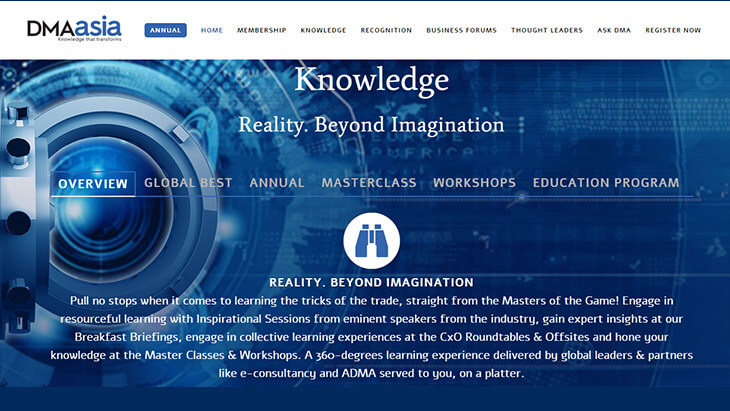 DMAasia
Knowledge that transforms
ANNUAL HOME MEMBERSHIP KNOWLEDGE RECOGNITION BUSINESS FORUMS THOUGHT LEADERS ASK DMA REGISTER NOW
Knowledge
Reality. Beyond Imagination
EUROPE
AMERICA
OVERVIEW GLOBAL BEST ANNUAL MASTERCLASS WORKSHOPS EDUCATION PROGRAM
REALITY. BEYOND IMAGINATION
Pull no stops when it comes to learning the tricks of the trade, straight from the Masters of the Game! Engage in
resourceful learning with Inspirational Sessions from eminent speakers from the industry, gain expert insights at our
Breakfast Briefings, engage in collective learning experiences at the CxO Roundtables & Offsites and hone your
knowledge at the Master Classes & Workshops. A 360-degrees learning experience delivered by global leaders & partners
like e-consultancy and ADMA served to you, on a platter.